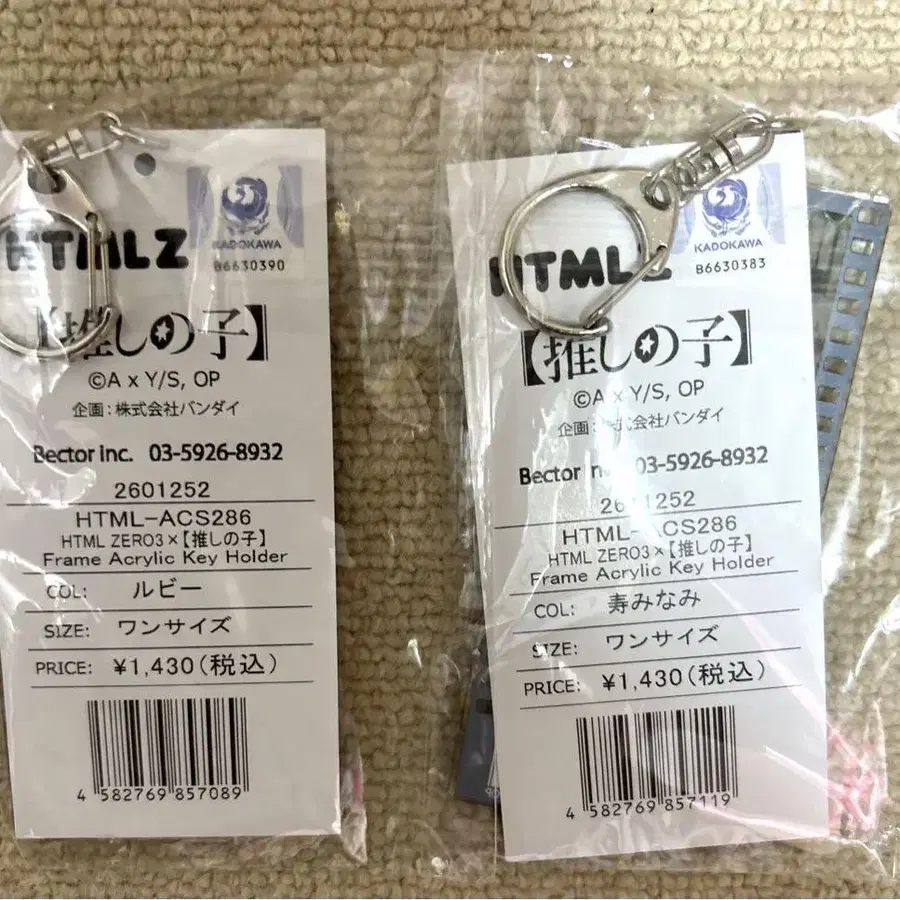 HTMLZ
KADOKAWA
B6630390
【推しの子】
©A x Y/S, OP
企画:株式会社バンダイ
Bector Inc. 03-5926-8932
2601252
HTML-ACS286
HTML ZERO3×【推しの子】
Frame Acrylic Key Holder
COL: ルビー
SIZE: ワンサイズ
PRICE: ¥1,430(税込)
4 582769 857089
HTMLZ
KADOKAWA
B6630383
【推しの子】
©A x Y/S, OP
企画: 式会社バンダイ
Bector 03-5926-8932
2601252
HTML-ACS286
HTML ZERO3×【推しの子】
Frame Acrylic Key Holder
COL: 寿みなみ
SIZE: ワンサイズ
PRICE: ¥1,430(税込)
4 582769 857119